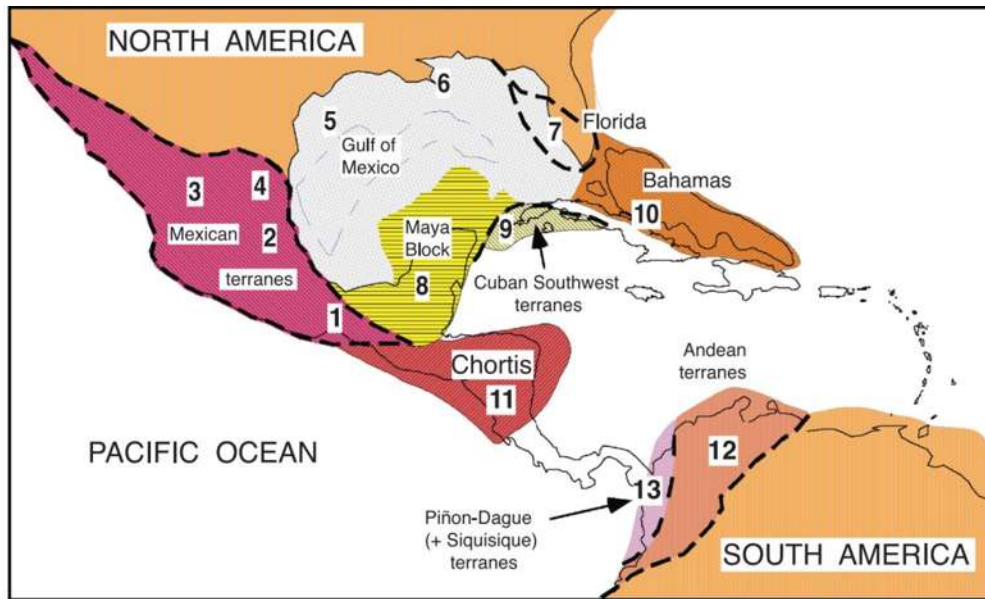 NORTH AMERICA
6
5
Gulf of
Mexico
7
Florida
3
4
Bahamas
Mexican
2
10
Maya
Block
9
terranes
8
Cuban Southwest
terranes
1
Chortis
11
Andean
terranes
PACIFIC OCEAN
12
13
Piñon-Dague
(+ Siquisique)
terranes
SOUTH AMERICA